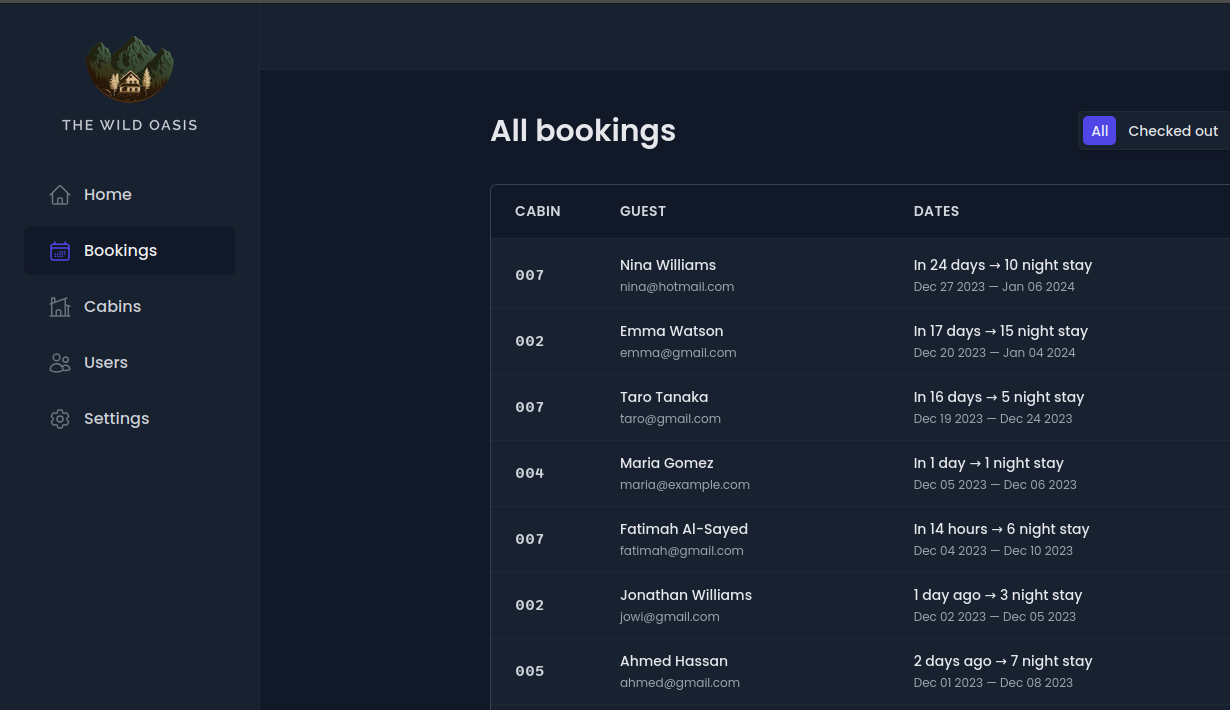 THE WILD OASIS
Home
Bookings
Cabins
Users
Settings
All bookings
All Checked out
CABIN GUEST DATES
007 Nina Williams In 24 days → 10 night stay
nina@hotmail.com Dec 27 2023 — Jan 06 2024
002 Emma Watson In 17 days → 15 night stay
emma@gmail.com Dec 20 2023 — Jan 04 2024
007 Taro Tanaka In 16 days → 5 night stay
taro@gmail.com Dec 19 2023 — Dec 24 2023
004 Maria Gomez In 1 day → 1 night stay
maria@example.com Dec 05 2023 — Dec 06 2023
007 Fatimah Al-Sayed In 14 hours → 6 night stay
fatimah@gmail.com Dec 04 2023 — Dec 10 2023
002 Jonathan Williams 1 day ago → 3 night stay
jowi@gmail.com Dec 02 2023 — Dec 05 2023
005 Ahmed Hassan 2 days ago → 7 night stay
ahmed@gmail.com Dec 01 2023 — Dec 08 2023